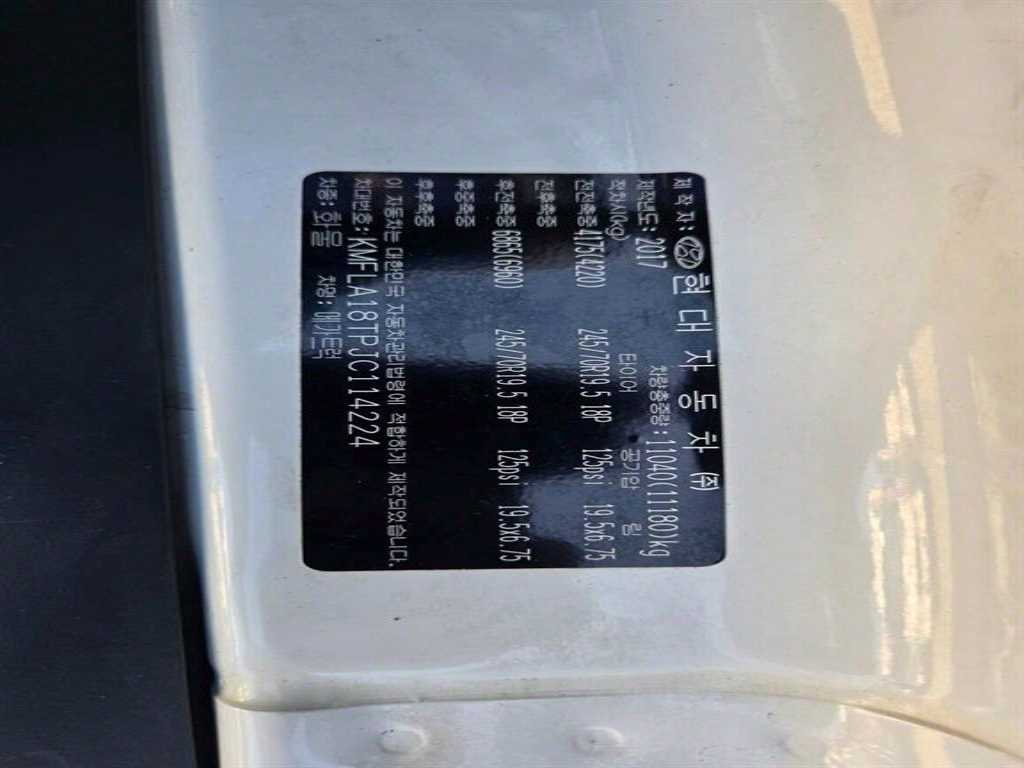 제작자: 현대자동차(주)
제작년도: 2017 차량총중량: 11040(11180)kg
적차시(kg) 타이어 공기압 림
전전축중 4175(4220) 245/70R19.5 18P 125psi 19.5x6.75
전후축중
후전축중 6865(6960) 245/70R19.5 18P 125psi 19.5x6.75
후중축중
후후축중
이 자동차는 대한민국 자동차관리법령에 적합하게 제작되었습니다.
차대번호: KMFLA18TPJC114224
차종: 화물 차명: 메가트럭